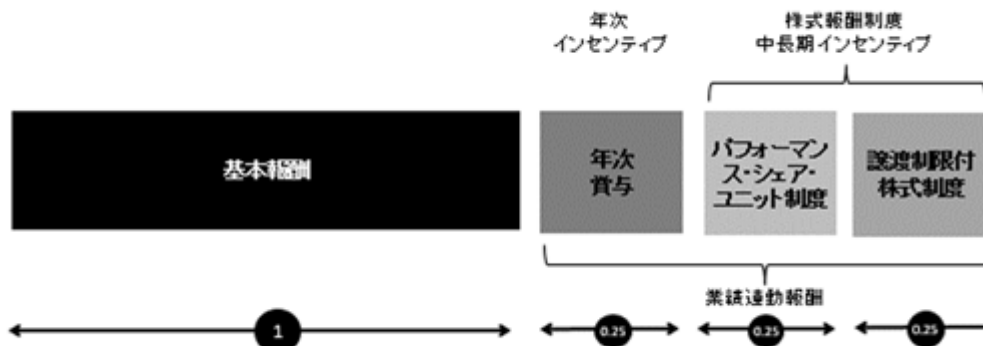 年次
インセンティブ
株式報酬制度
中長期インセンティブ
基本報酬
年次
賞与
パフォーマン
ス・シェア・
ユニット制度
譲渡制限付
株式制度
業績連動報酬
1
0.25
0.25
0.25